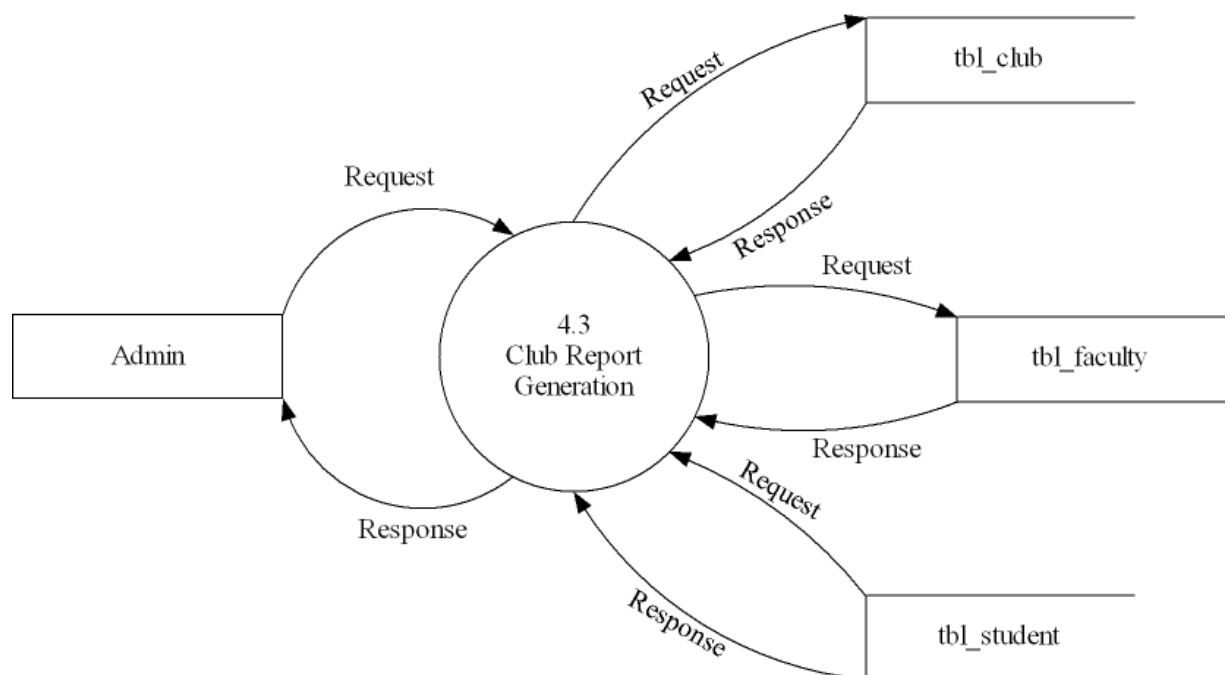 Request
tbl_club
Request
Response
Request
Admin
4.3
Club Report
Generation
tbl_faculty
Response
Request
Response
Response
tbl_student